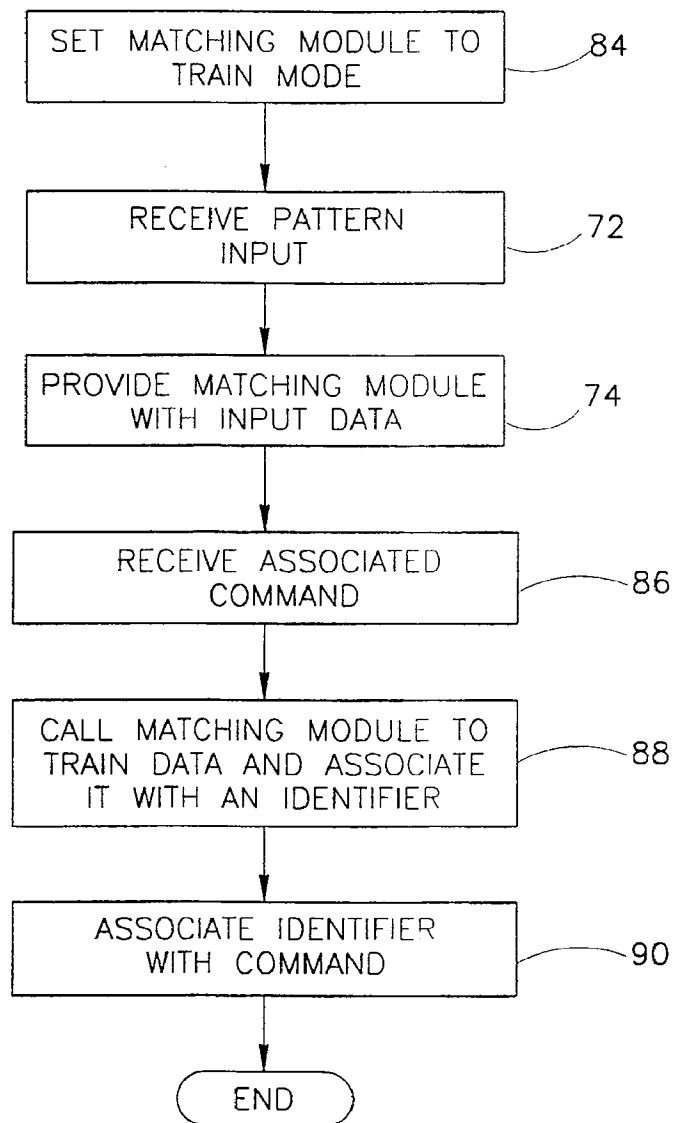 SET MATCHING MODULE TO
TRAIN MODE
84
RECEIVE PATTERN
INPUT
72
PROVIDE MATCHING MODULE
WITH INPUT DATA
74
RECEIVE ASSOCIATED
COMMAND
86
CALL MATCHING MODULE TO
TRAIN DATA AND ASSOCIATE
IT WITH AN IDENTIFIER
88
ASSOCIATE IDENTIFIER
WITH COMMAND
90
END